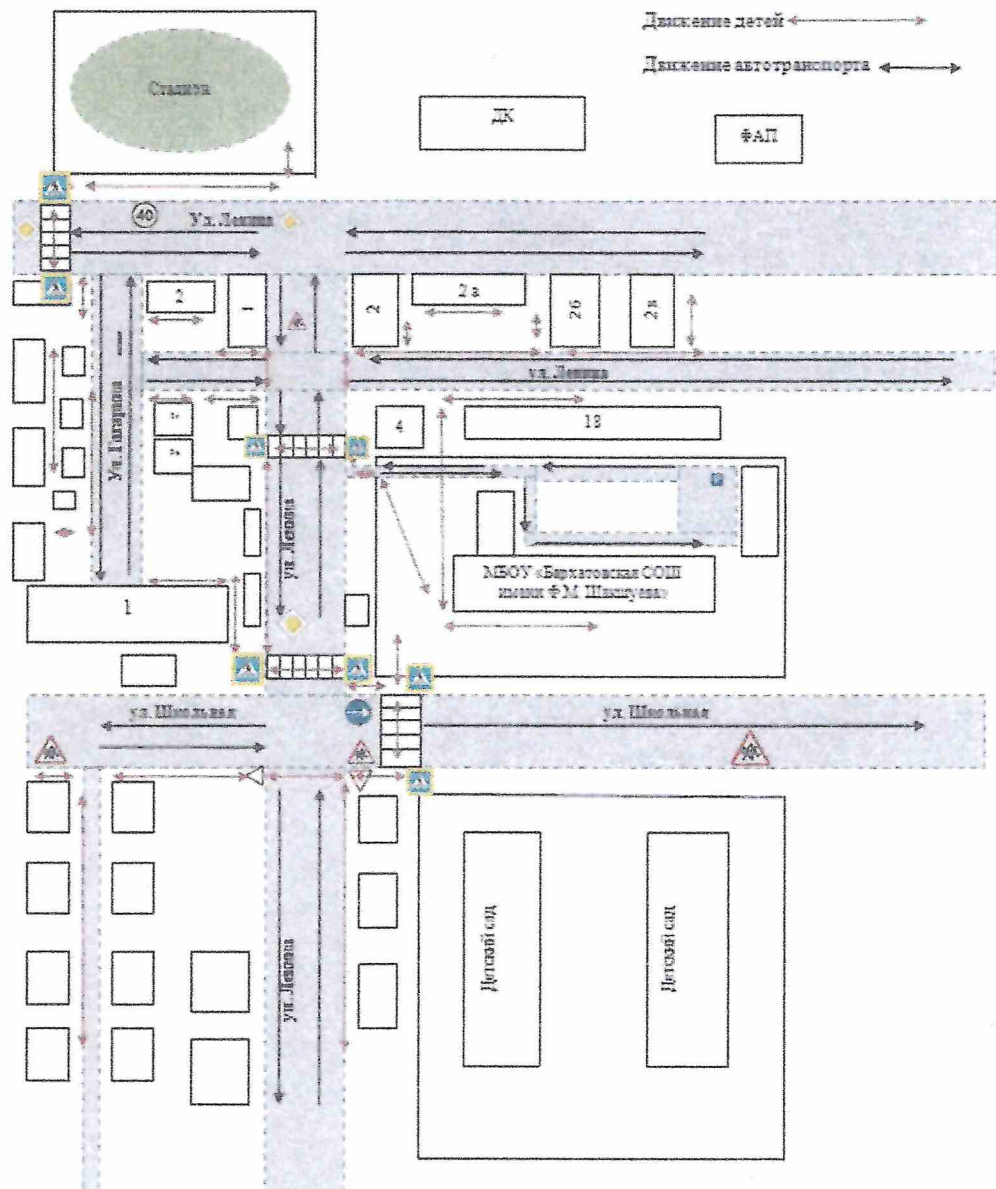 Движение детей
Движение автотранспорта
Стадион
ДК
ФАП
40
Ул. Ленина
2
1
2
2 а
2б
2в
ул. Ленина
Ул. Гагарина
4
13
ул. Ленина
МБОУ «Бархатовская СОШ
имени Ф.М. Шакшуева»
1
ул. Школьная
ул. Школьная
ул. Ленина
Детский сад
Детский сад